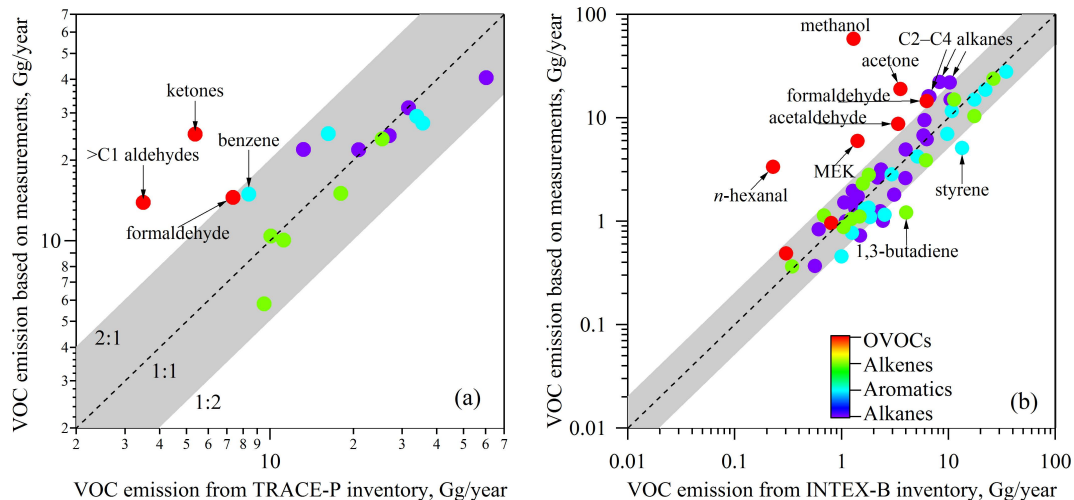 VOC emission based on measurements, Gg/year
7
6
5
4
3
2
10
9
8
7
6
5
4
3
2
ketones
>C1 aldehydes
benzene
formaldehyde
2:1
1:1
1:2
(a)
2 3 4 5 6 7 8 9 10 2 3 4 5 6 7
VOC emission from TRACE-P inventory, Gg/year
VOC emission based on measurements, Gg/year
100
10
1
0.1
0.01
methanol
C2–C4 alkanes
acetone
formaldehyde
acetaldehyde
MEK
n-hexanal
styrene
1,3-butadiene
OVOCs
Alkenes
Aromatics
Alkanes
(b)
0.01 0.1 1 10 100
VOC emission from INTEX-B inventory, Gg/year